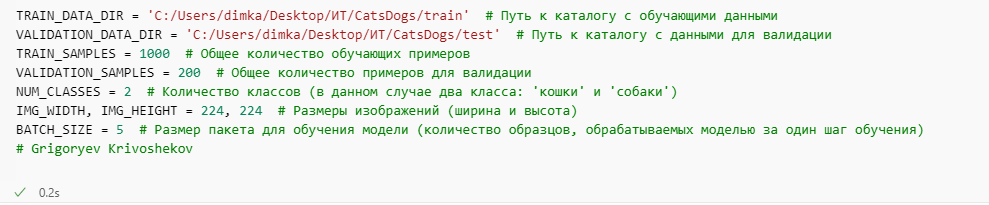 TRAIN_DATA_DIR = 'C:/Users/dimka/Desktop/ИТ/CatsDogs/train'  # Путь к каталогу с обучающими данными
VALIDATION_DATA_DIR = 'C:/Users/dimka/Desktop/ИТ/CatsDogs/test'  # Путь к каталогу с данными для валидации
TRAIN_SAMPLES = 1000  # Общее количество обучающих примеров
VALIDATION_SAMPLES = 200  # Общее количество примеров для валидации
NUM_CLASSES = 2  # Количество классов (в данном случае два класса: 'кошки' и 'собаки')
IMG_WIDTH, IMG_HEIGHT = 224, 224  # Размеры изображений (ширина и высота)
BATCH_SIZE = 5  # Размер пакета для обучения модели (количество образцов, обрабатываемых моделью за один шаг обучения)
# Grigoryev Krivoshekov
0.2s